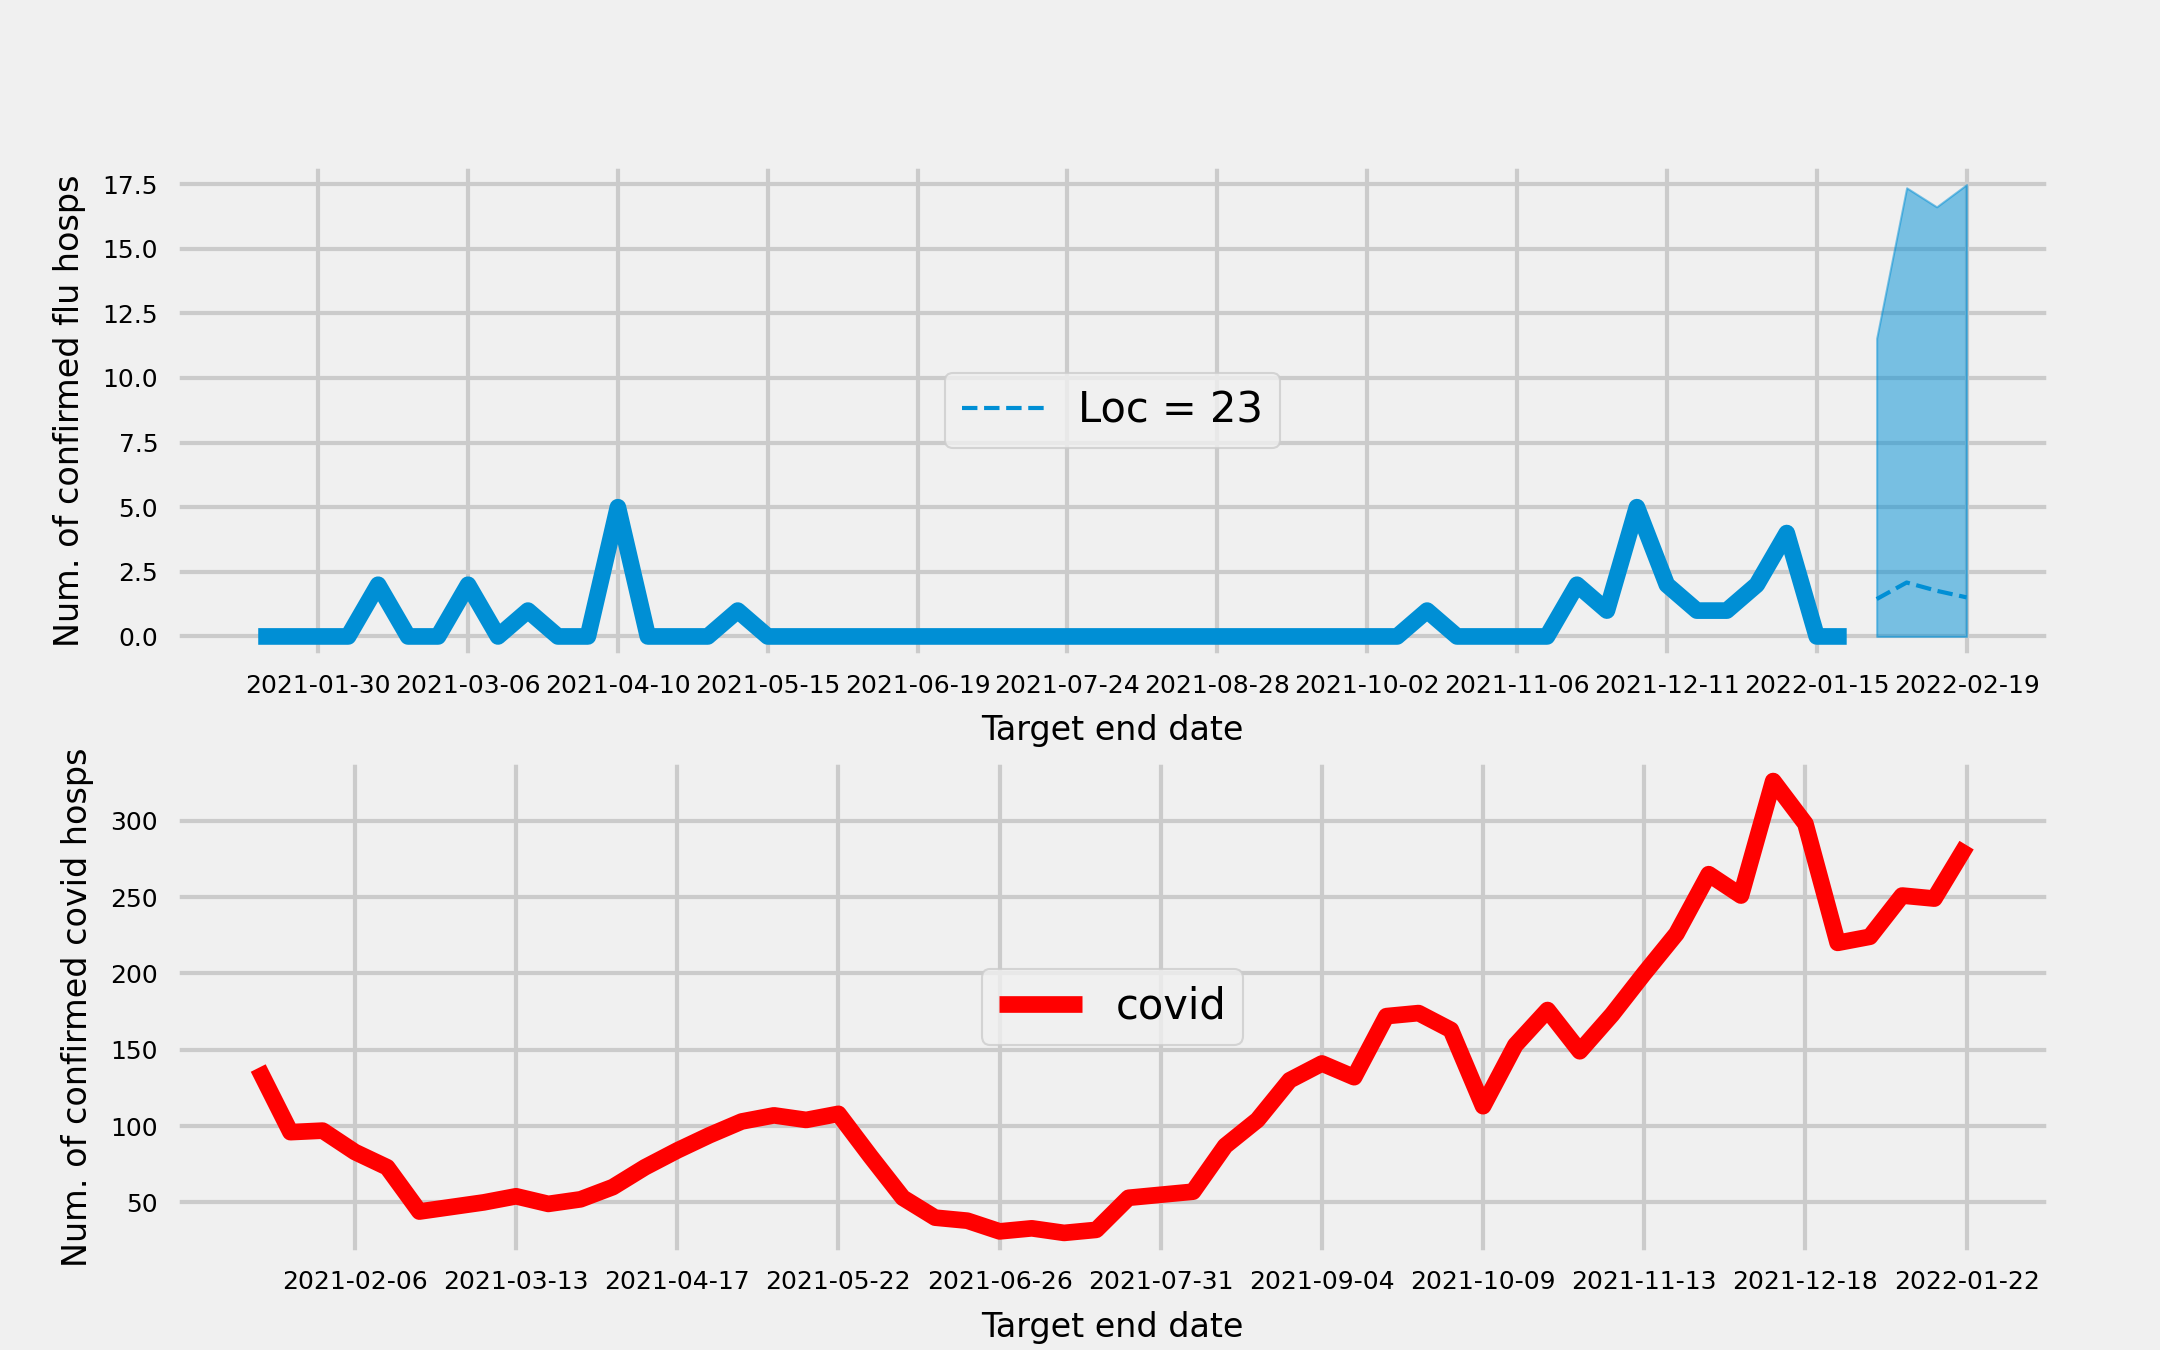 Num. of confirmed flu hosps
17.5
15.0
12.5
10.0
7.5
5.0
2.5
0.0
Loc = 23
2021-01-30 2021-03-06 2021-04-10 2021-05-15 2021-06-19 2021-07-24 2021-08-28 2021-10-02 2021-11-06 2021-12-11 2022-01-15 2022-02-19
Target end date
Num. of confirmed covid hosps
300
250
200
150
100
50
covid
2021-02-06 2021-03-13 2021-04-17 2021-05-22 2021-06-26 2021-07-31 2021-09-04 2021-10-09 2021-11-13 2021-12-18 2022-01-22
Target end date